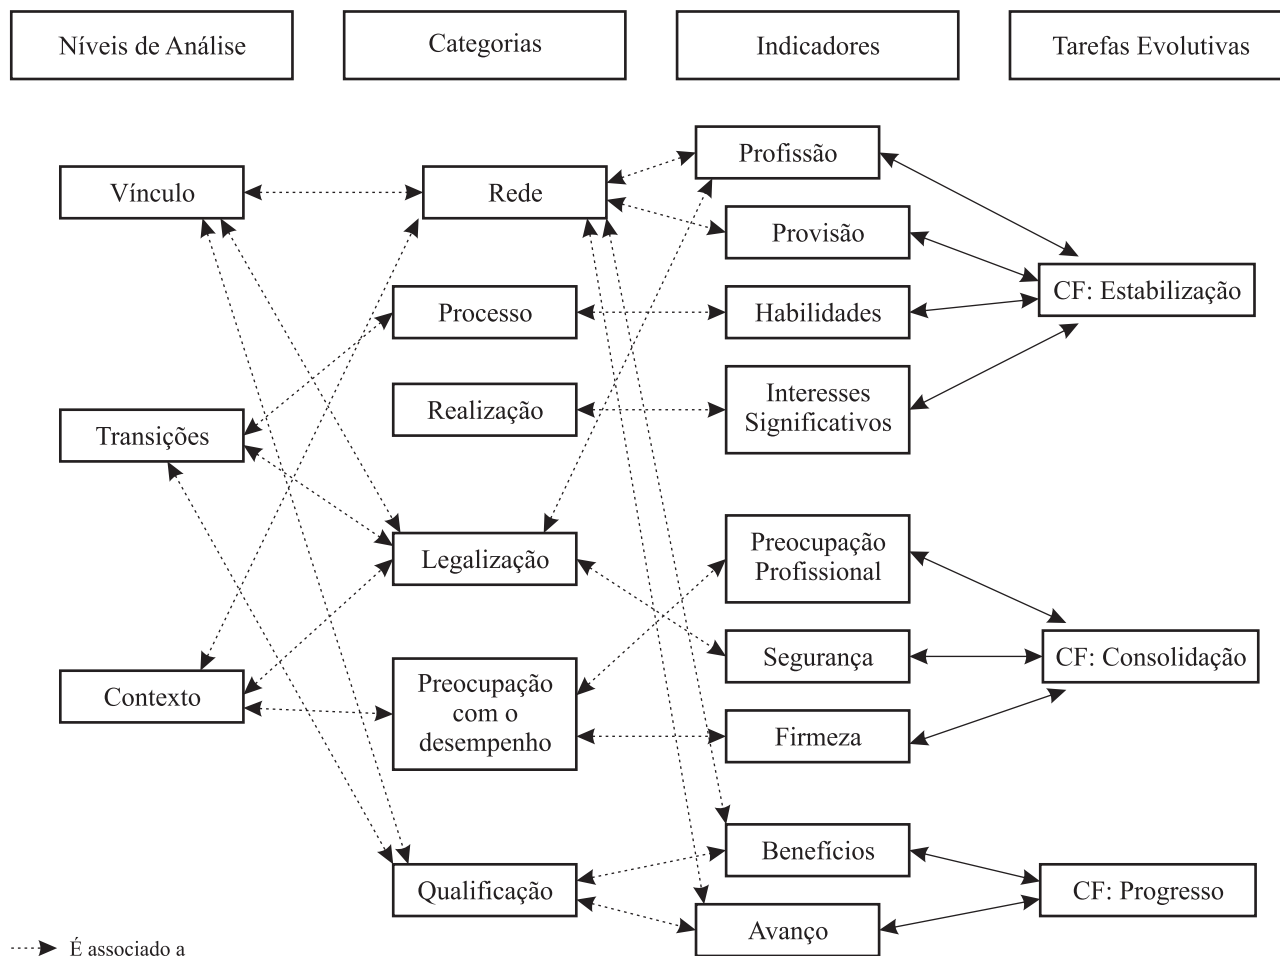 Níveis de Análise
Categorias
Indicadores
Tarefas Evolutivas
Vínculo
Transições
Contexto
Rede
Processo
Realização
Legalização
Preocupação
com o
desempenho
Qualificação
Profissão
Provisão
Habilidades
Interesses
Significativos
Preocupação
Profissional
Segurança
Firmeza
Benefícios
Avanço
CF: Estabilização
CF: Consolidação
CF: Progresso
É associado a